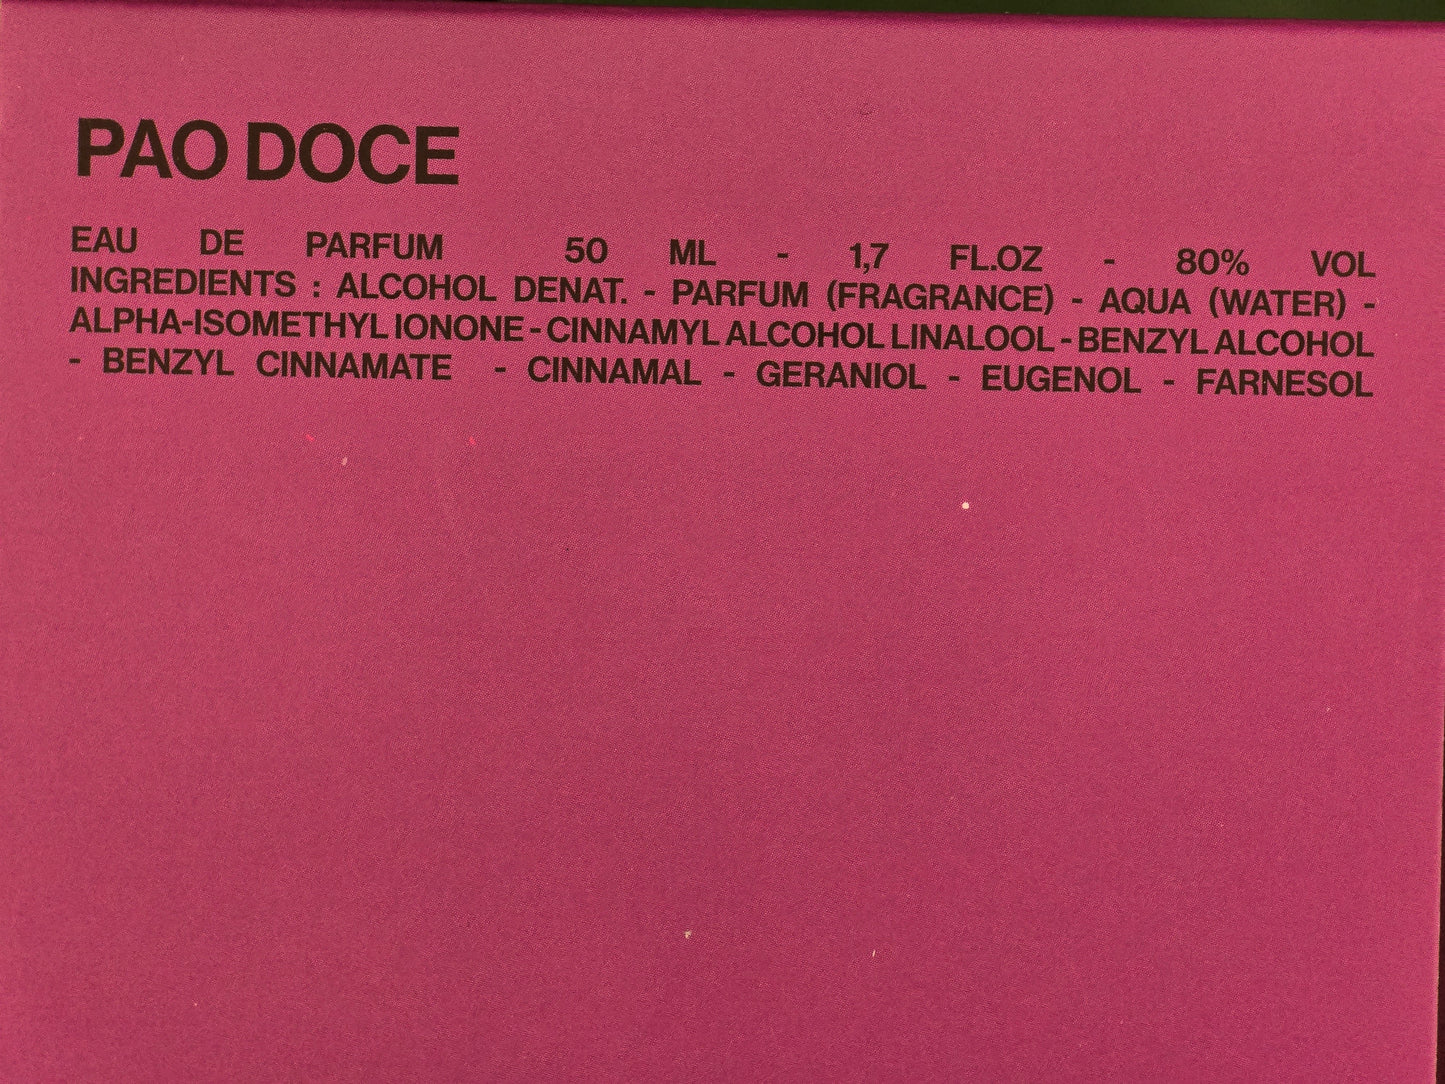 PAO DOCE
EAU DE PARFUM 50 ML - 1,7 FL.OZ - 80% VOL
INGREDIENTS : ALCOHOL DENAT. - PARFUM (FRAGRANCE) - AQUA (WATER) -
ALPHA-ISOMETHYL IONONE - CINNAMYL ALCOHOL LINALOOL - BENZYL ALCOHOL
- BENZYL CINNAMATE - CINNAMAL - GERANIOL - EUGENOL - FARNESOL